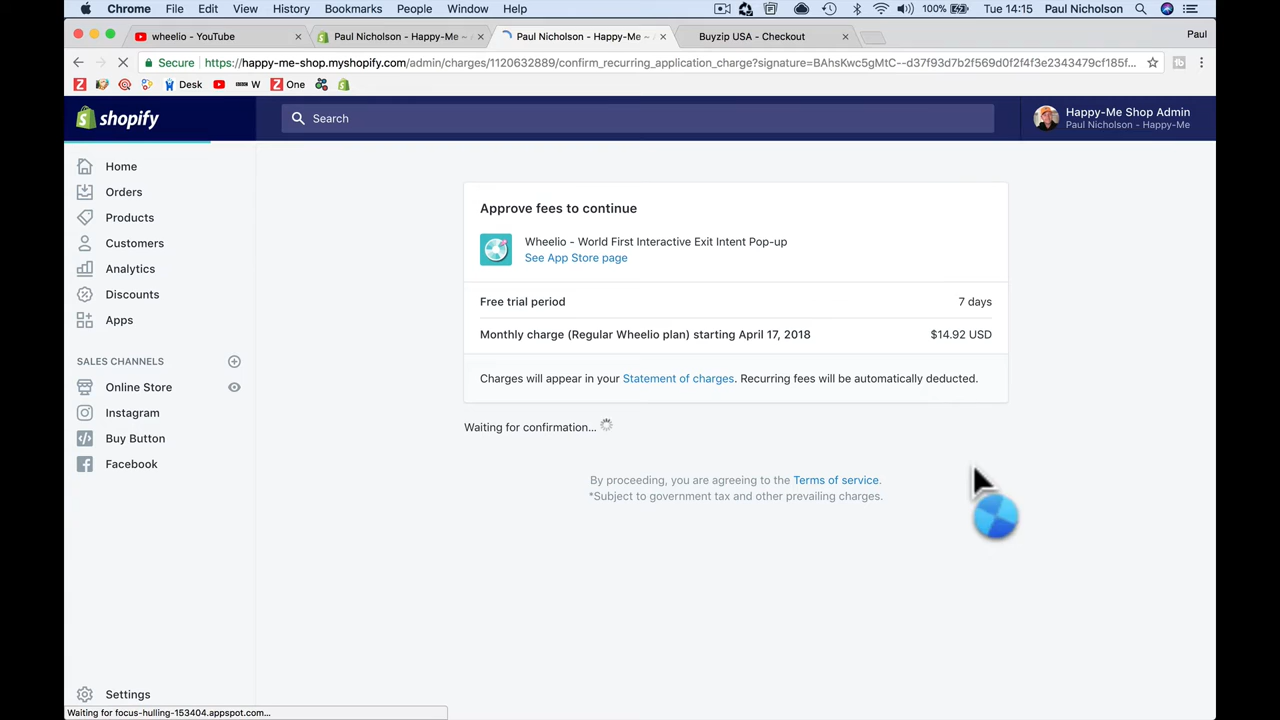 Chrome File Edit View History Bookmarks People Window Help 100% Tue 14:15 Paul Nicholson
wheelio - YouTube Paul Nicholson - Happy-Me ~ Paul Nicholson - Happy-Me ~ Buyzip USA - Checkout Paul
Secure https://happy-me-shop.myshopify.com/admin/charges/1120632889/confirm_recurring_application_charge?signature=BAhsKwc5gMtC--d37f93d7b2f569d0f2f4f3e2343479cf185f...
Desk W One
shopify Search Happy-Me Shop Admin
Paul Nicholson - Happy-Me
Home
Orders
Products
Customers
Analytics
Discounts
Apps
SALES CHANNELS
Online Store
Instagram
Buy Button
Facebook
Settings
Approve fees to continue
Wheelio - World First Interactive Exit Intent Pop-up
See App Store page
Free trial period 7 days
Monthly charge (Regular Wheelio plan) starting April 17, 2018 $14.92 USD
Charges will appear in your Statement of charges. Recurring fees will be automatically deducted.
Waiting for confirmation...
By proceeding, you are agreeing to the Terms of service.
*Subject to government tax and other prevailing charges.
Waiting for focus-hulling-153404.appspot.com...